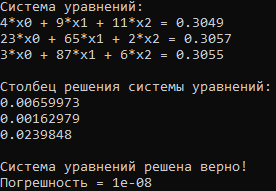 Система уравнений:
4*x0 + 9*x1 + 11*x2 = 0.3049
23*x0 + 65*x1 + 2*x2 = 0.3057
3*x0 + 87*x1 + 6*x2 = 0.3055
Столбец решения системы уравнений:
0.00659973
0.00162979
0.0239848
Система уравнений решена верно!
Погрешность = 1e-08